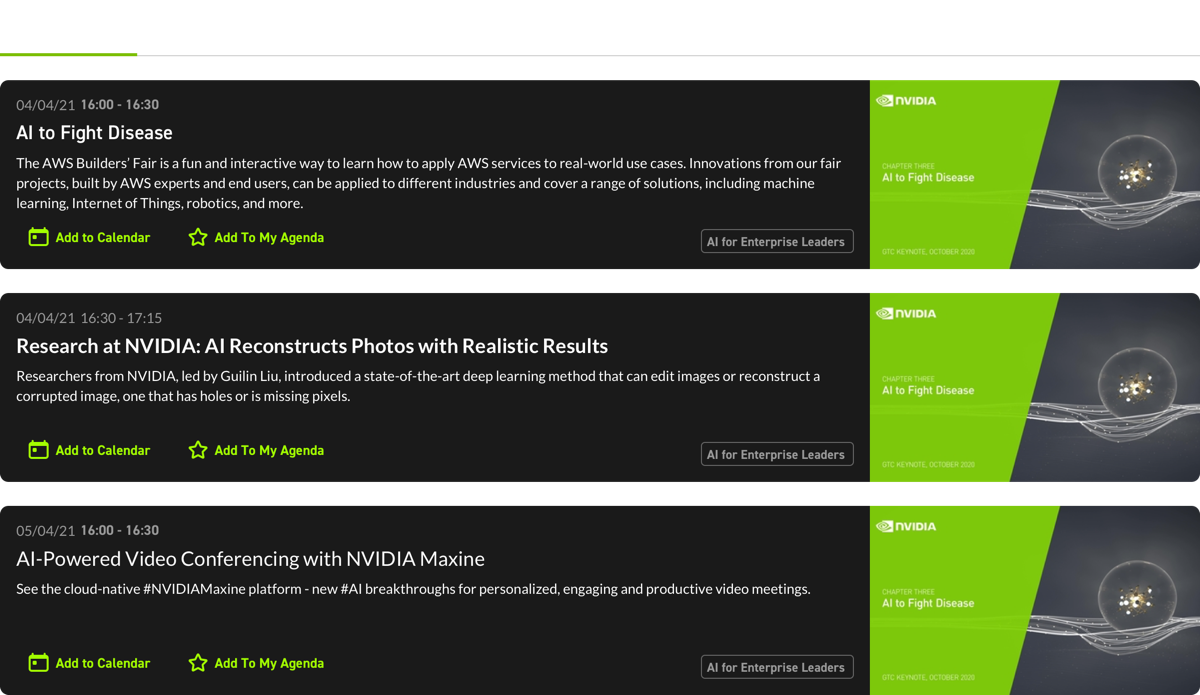 04/04/21 16:00 - 16:30
AI to Fight Disease
The AWS Builders’ Fair is a fun and interactive way to learn how to apply AWS services to real-world use cases. Innovations from our fair
projects, built by AWS experts and end users, can be applied to different industries and cover a range of solutions, including machine
learning, Internet of Things, robotics, and more.
Add to Calendar
Add To My Agenda
AI for Enterprise Leaders
NVIDIA
CHAPTER THREE
AI to Fight Disease
GTC KEYNOTE, OCTOBER 2020
04/04/21 16:30 - 17:15
Research at NVIDIA: AI Reconstructs Photos with Realistic Results
Researchers from NVIDIA, led by Guilin Liu, introduced a state-of-the-art deep learning method that can edit images or reconstruct a
corrupted image, one that has holes or is missing pixels.
Add to Calendar
Add To My Agenda
AI for Enterprise Leaders
NVIDIA
CHAPTER THREE
AI to Fight Disease
GTC KEYNOTE, OCTOBER 2020
05/04/21 16:00 - 16:30
AI-Powered Video Conferencing with NVIDIA Maxine
See the cloud-native #NVIDIAMaxine platform - new #AI breakthroughs for personalized, engaging and productive video meetings.
Add to Calendar
Add To My Agenda
AI for Enterprise Leaders
NVIDIA
CHAPTER THREE
AI to Fight Disease
GTC KEYNOTE, OCTOBER 2020